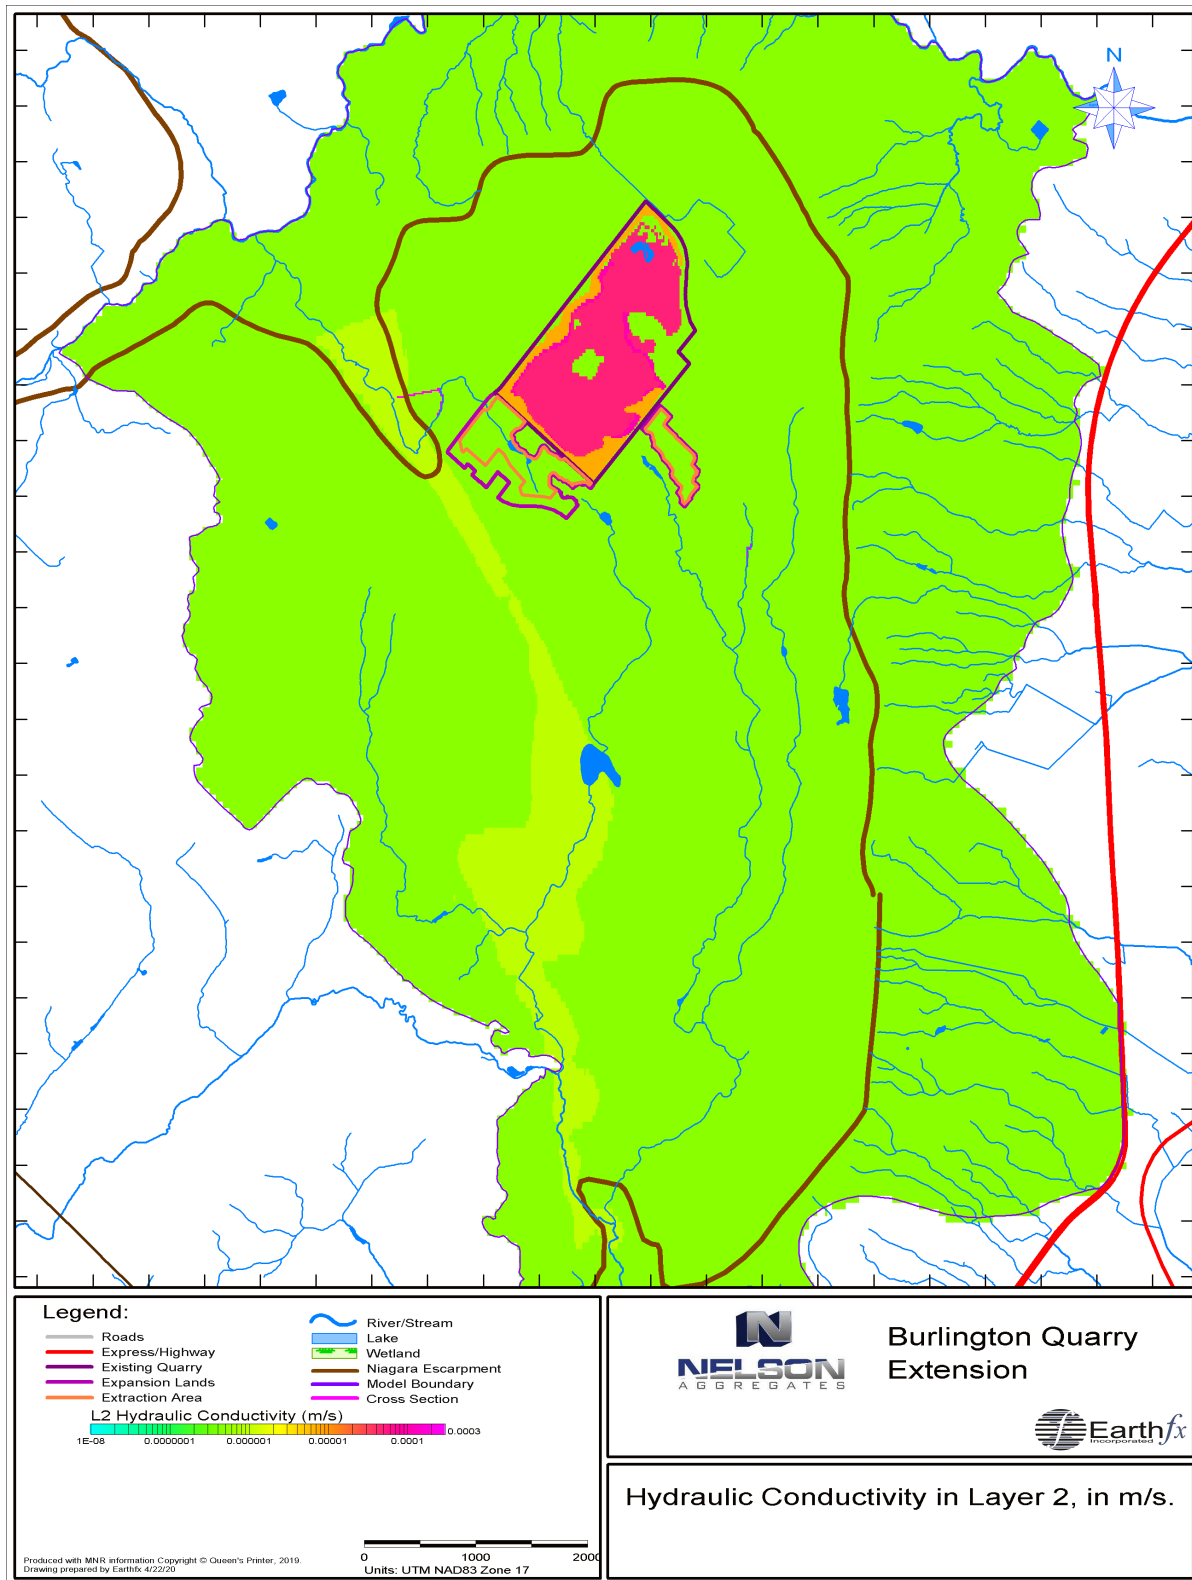 N
Legend:
Roads
Express/Highway
Existing Quarry
Expansion Lands
Extraction Area
River/Stream
Lake
Wetland
Niagara Escarpment
Model Boundary
Cross Section
L2 Hydraulic Conductivity (m/s)
1E-08 0.0000001 0.000001 0.00001 0.0001 0.0003
0 1000 2000
Units: UTM NAD83 Zone 17
Produced with MNR information Copyright © Queen's Printer, 2019.
Drawing prepared by Earthfx 4/22/20
N
NELSON
AGGREGATES
Burlington Quarry
Extension
Earthfx
Incorporated
Hydraulic Conductivity in Layer 2, in m/s.